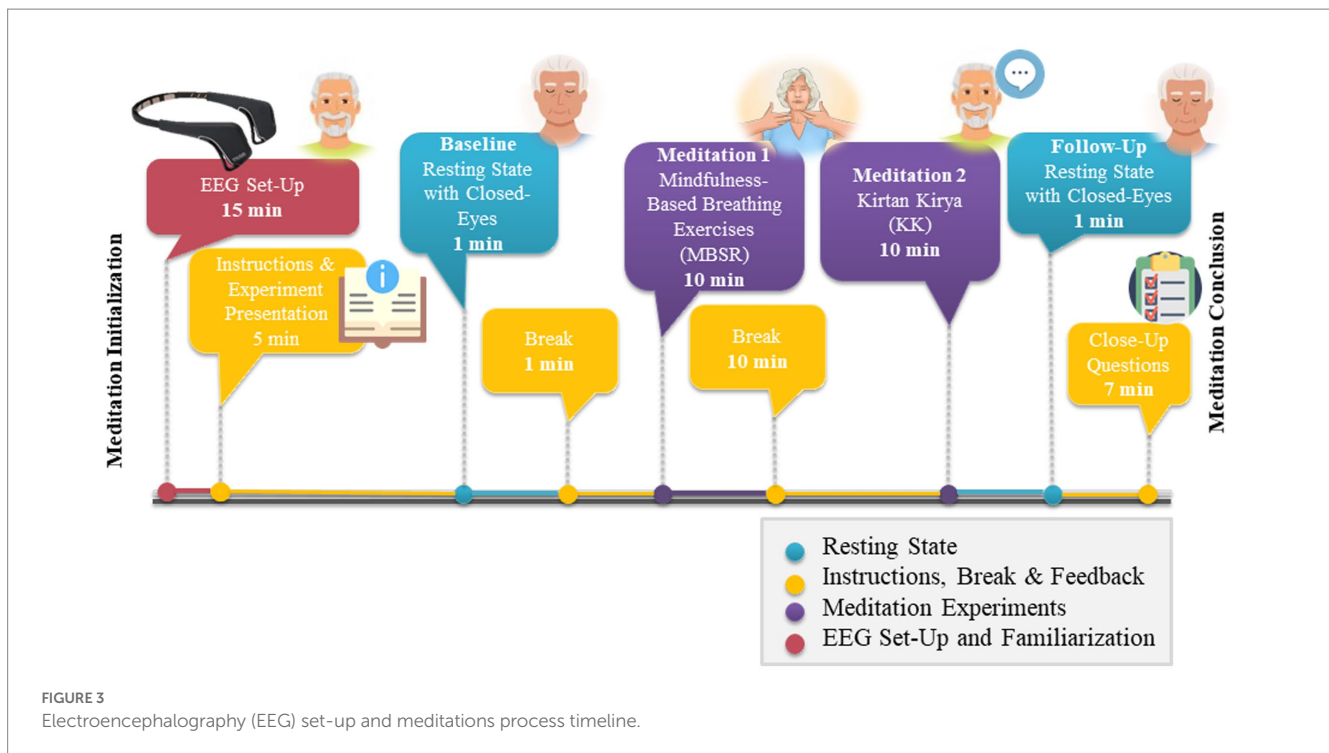 Meditation Initialization
EEG Set-Up
15 min
Instructions &
Experiment
Presentation
5 min
Baseline
Resting State
with Closed-
Eyes
1 min
Break
1 min
Meditation 1
Mindfulness-
Based Breathing
Exercises
(MBSR)
10 min
Break
10 min
Meditation 2
Kirtan Kirya
(KK)
10 min
Follow-Up
Resting State
with Closed-Eyes
1 min
Close-Up
Questions
7 min
Meditation Conclusion
Resting State
Instructions, Break & Feedback
Meditation Experiments
EEG Set-Up and Familiarization
FIGURE 3
Electroencephalography (EEG) set-up and meditations process timeline.